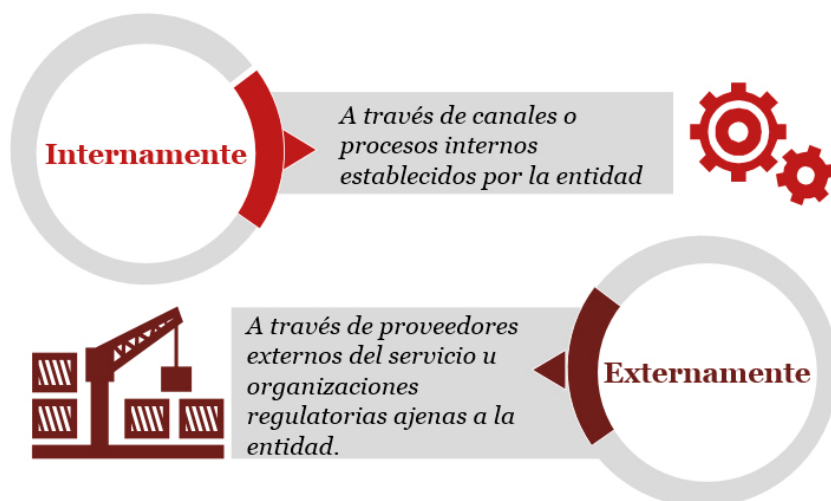 Internamente
A través de canales o
procesos internos
establecidos por la entidad
A través de proveedores
externos del servicio u
organizaciones
regulatorias ajenas a la
entidad.
Externamente